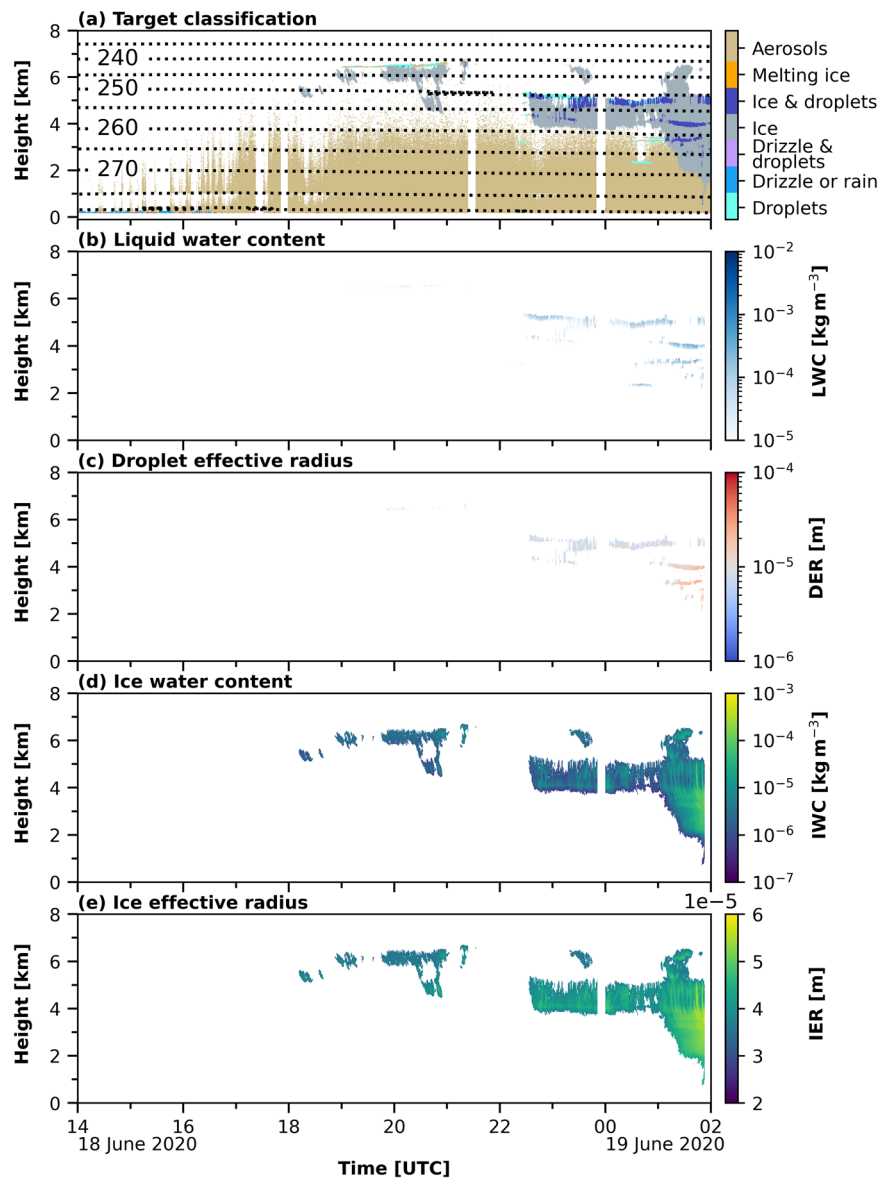 (a) Target classification
8
6
4
2
0
Height [km]
240
250
260
270
Aerosols
Melting ice
Ice & droplets
Ice
Drizzle &
droplets
Drizzle or rain
Droplets
(b) Liquid water content
8
6
4
2
0
Height [km]
10⁻²
10⁻³
10⁻⁴
10⁻⁵
LWC [kg m⁻³]
(c) Droplet effective radius
8
6
4
2
0
Height [km]
10⁻⁴
10⁻⁵
10⁻⁶
DER [m]
(d) Ice water content
8
6
4
2
0
Height [km]
10⁻³
10⁻⁴
10⁻⁵
10⁻⁶
10⁻⁷
IWC [kg m⁻³]
(e) Ice effective radius
8
6
4
2
0
Height [km]
1e−5
6
5
4
3
2
IER [m]
14 16 18 20 22 00 02
18 June 2020 19 June 2020
Time [UTC]